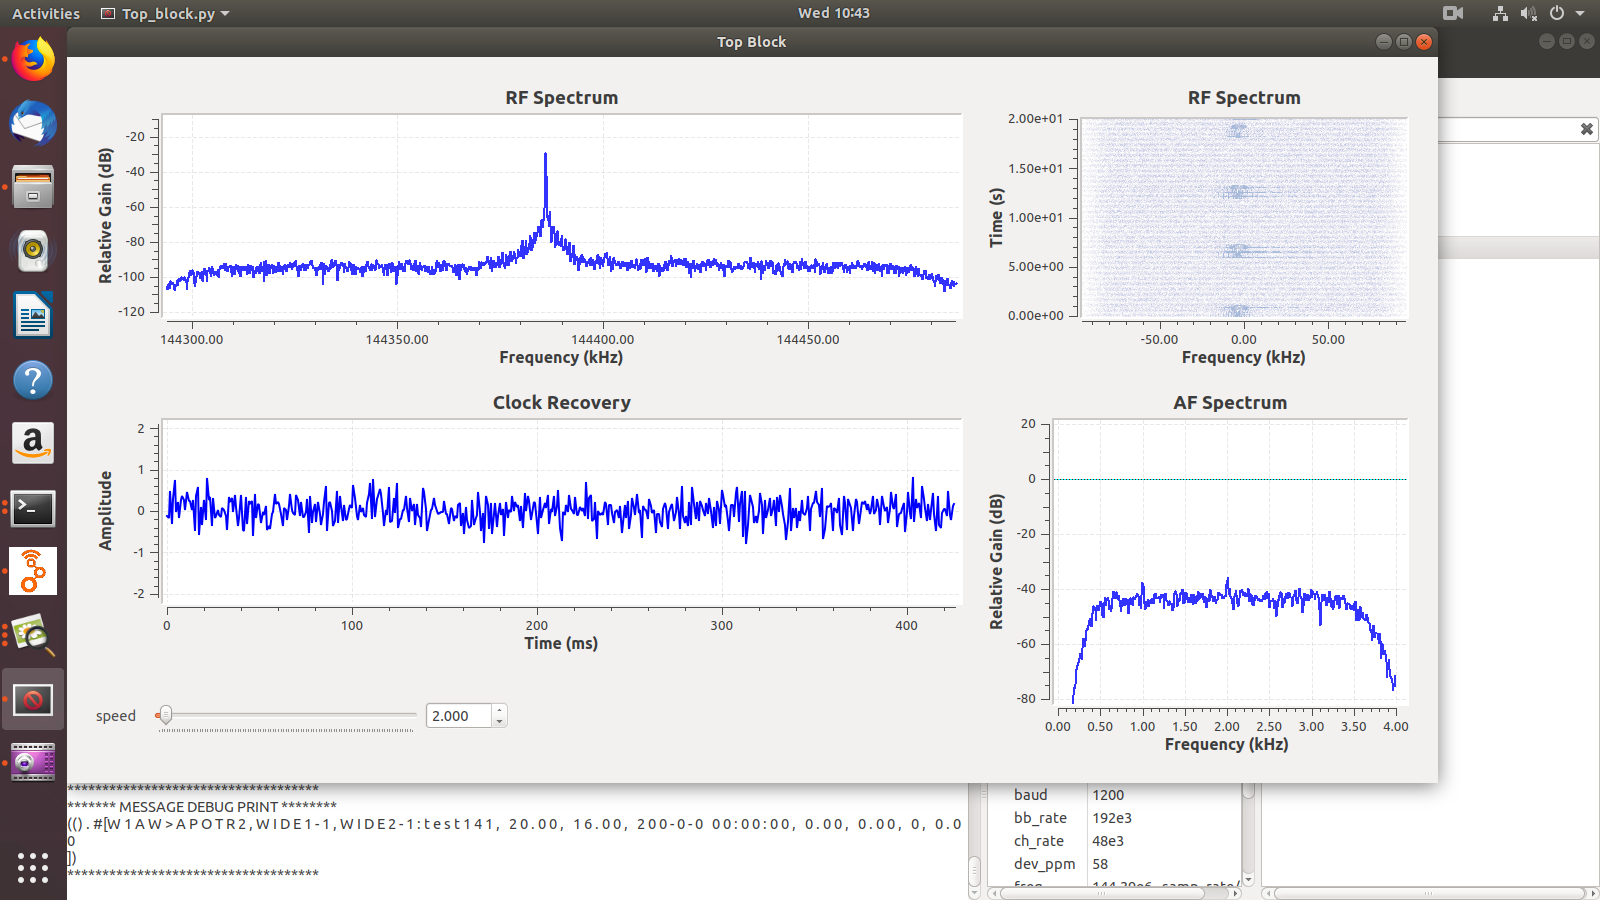 Activities Top_block.py Wed 10:43
Top Block
RF Spectrum
Relative Gain (dB)
-20
-40
-60
-80
-100
-120
144300.00 144350.00 144400.00 144450.00
Frequency (kHz)
RF Spectrum
Time (s)
2.00e+01
1.50e+01
1.00e+01
5.00e+00
0.00e+00
-50.00 0.00 50.00
Frequency (kHz)
Clock Recovery
Amplitude
2
1
0
-1
-2
0 100 200 300 400
Time (ms)
AF Spectrum
Relative Gain (dB)
20
0
-20
-40
-60
-80
0.00 0.50 1.00 1.50 2.00 2.50 3.00 3.50 4.00
Frequency (kHz)
speed 2.000
************************************
******* MESSAGE DEBUG PRINT ********
(() . #[W1AW>APOTR2,WIDE1-1,WIDE2-1:test141, 20.00, 16.00, 200-0-0 00:00:00, 0.00, 0.00, 0, 0.0
0
])
************************************
baud 1200
bb_rate 192e3
ch_rate 48e3
dev_ppm 58